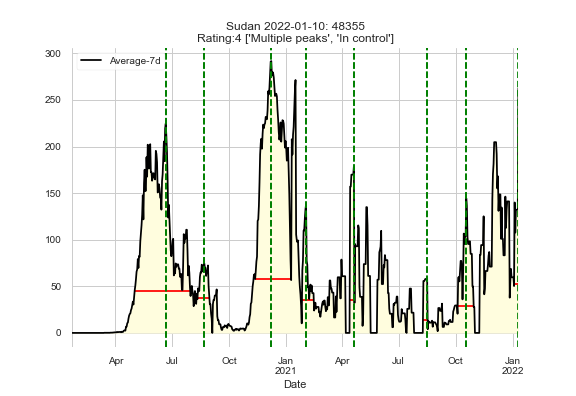 Sudan 2022-01-10: 48355
Rating:4 ['Multiple peaks', 'In control']
Average-7d
300
250
200
150
100
50
0
Apr Jul Oct Jan Apr Jul Oct Jan
2021 2022
Date